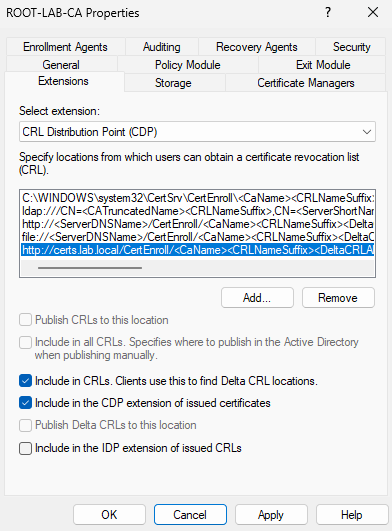 ROOT-LAB-CA Properties
?
Enrollment Agents Auditing Recovery Agents Security
General Policy Module Exit Module
Extensions Storage Certificate Managers
Select extension:
CRL Distribution Point (CDP)
Specify locations from which users can obtain a certificate revocation list
(CRL).
C:\WINDOWS\system32\CertSrv\CertEnroll\<CaName><CRLNameSuffix>
ldap:///CN=<CATruncatedName><CRLNameSuffix>,CN=<ServerShortNam
http://<ServerDNSName>/CertEnroll/<CaName><CRLNameSuffix><Delta
file://<ServerDNSName>/CertEnroll/<CaName><CRLNameSuffix><DeltaC
http://certs.lab.local/CertEnroll/<CaName><CRLNameSuffix><DeltaCRLA
Add... Remove
Publish CRLs to this location
Include in all CRLs. Specifies where to publish in the Active Directory
when publishing manually.
Include in CRLs. Clients use this to find Delta CRL locations.
Include in the CDP extension of issued certificates
Publish Delta CRLs to this location
Include in the IDP extension of issued CRLs
OK Cancel Apply Help